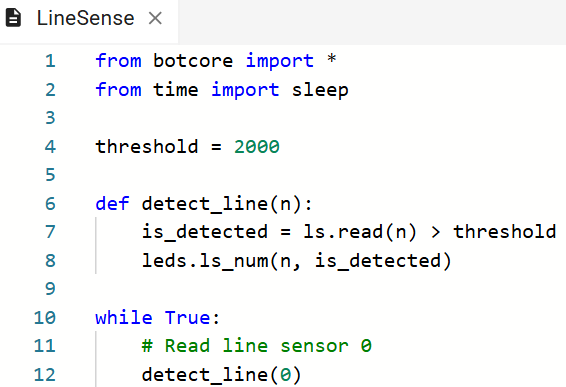 LineSense ×
1 from botcore import *
2 from time import sleep
3
4 threshold = 2000
5
6 def detect_line(n):
7     is_detected = ls.read(n) > threshold
8     leds.ls_num(n, is_detected)
9
10 while True:
11     # Read line sensor 0
12     detect_line(0)